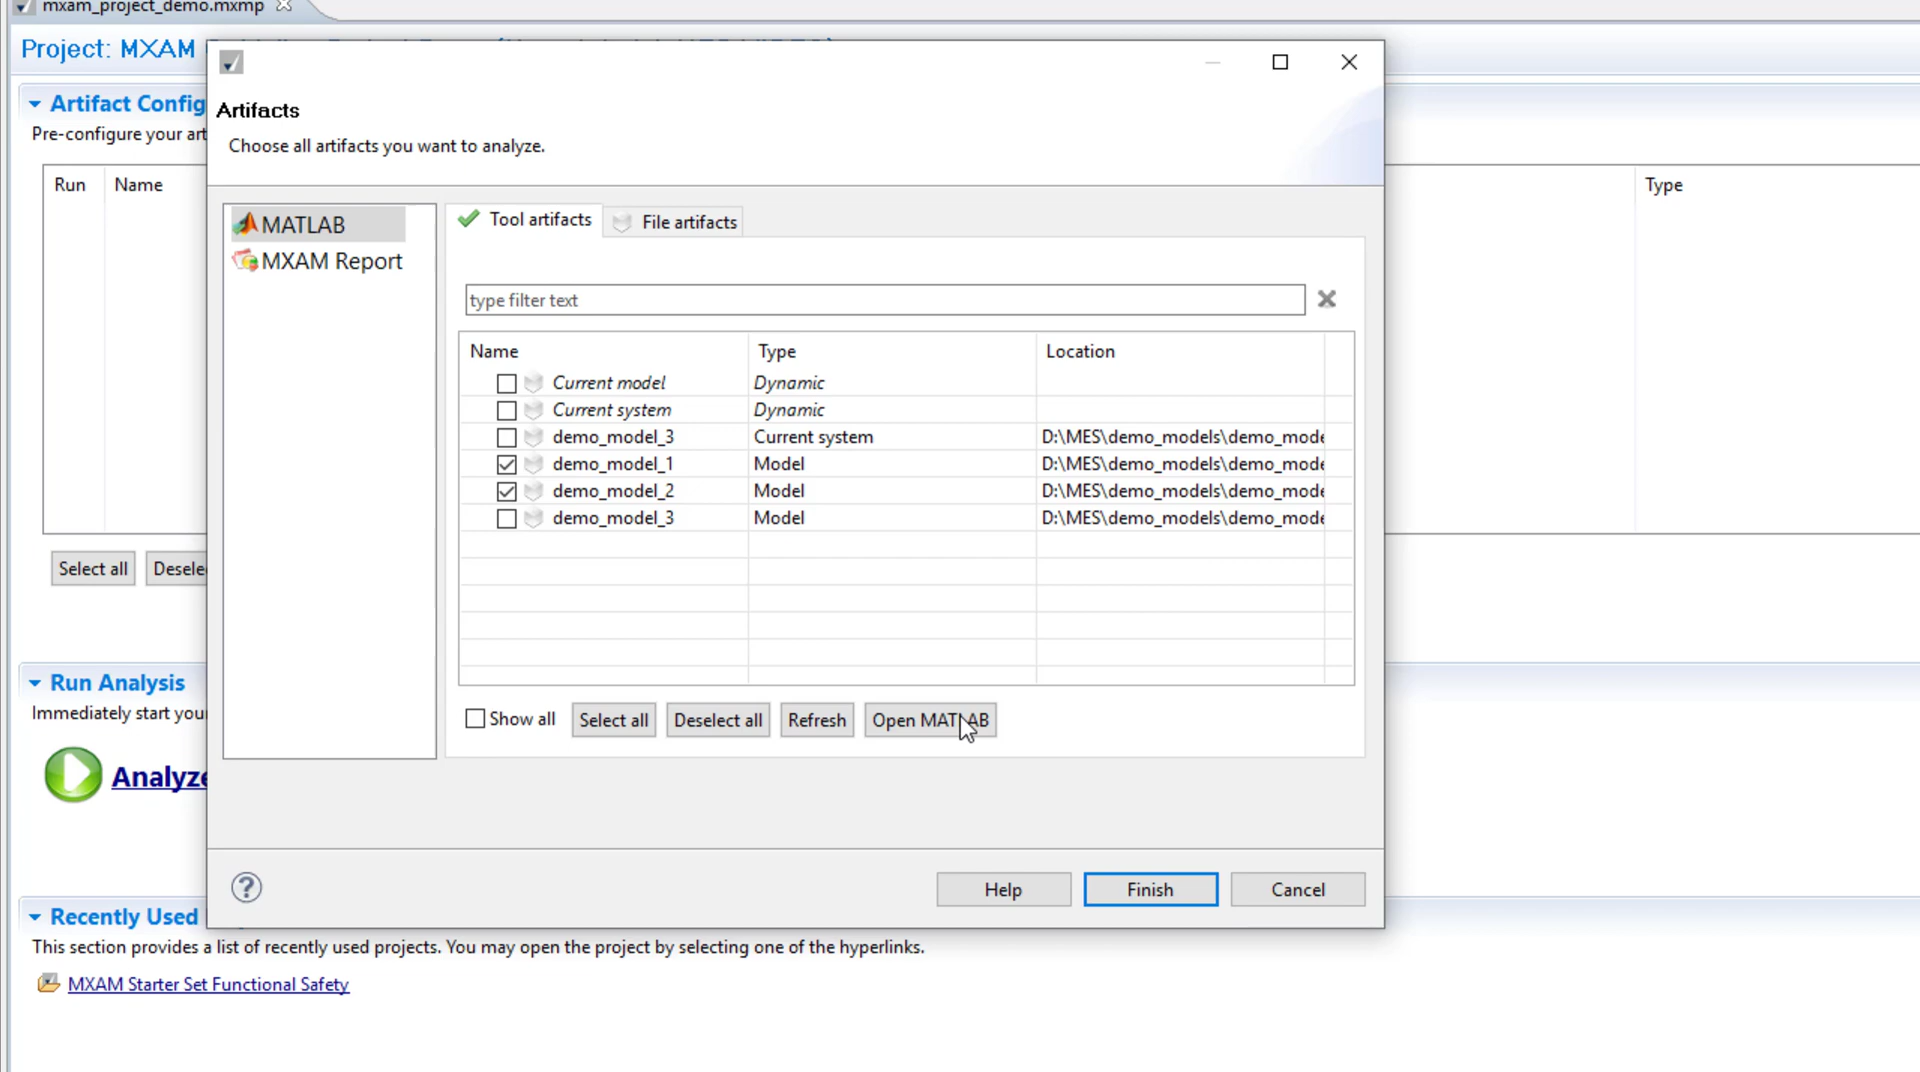 mxam_project_demo.mxmp
Project: MXAM
Artifacts
Choose all artifacts you want to analyze.
Artifact Config
Pre-configure your art
Run Name
Type
MATLAB
MXAM Report
Tool artifacts File artifacts
type filter text
Name Type Location
Current model Dynamic
Current system Dynamic
demo_model_3 Current system D:\MES\demo_models\demo_mode
demo_model_1 Model D:\MES\demo_models\demo_mode
demo_model_2 Model D:\MES\demo_models\demo_mode
demo_model_3 Model D:\MES\demo_models\demo_mode
Select all Desele
Show all Select all Deselect all Refresh Open MATLAB
Run Analysis
Immediately start your
Analyze
Help Finish Cancel
Recently Used
This section provides a list of recently used projects. You may open the project by selecting one of the hyperlinks.
MXAM Starter Set Functional Safety